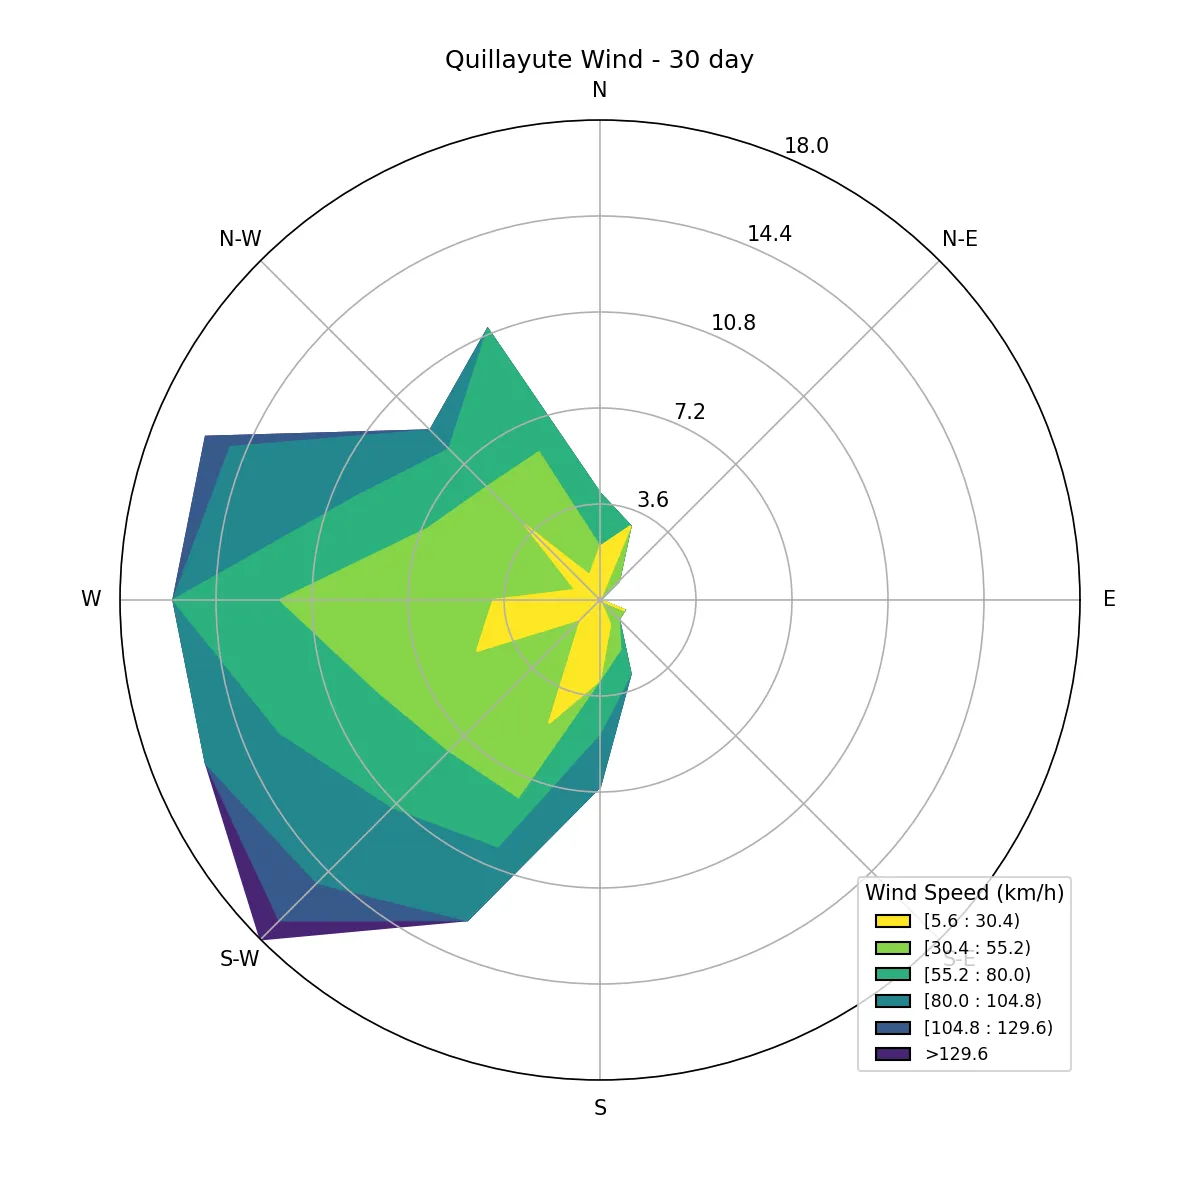 Quillayute Wind - 30 day
N
18.0
14.4
N-W
N-E
10.8
7.2
3.6
W
E
Wind Speed (km/h)
[5.6 : 30.4)
[30.4 : 55.2)
S-W
S-E
[55.2 : 80.0)
[80.0 : 104.8)
[104.8 : 129.6)
>129.6
S